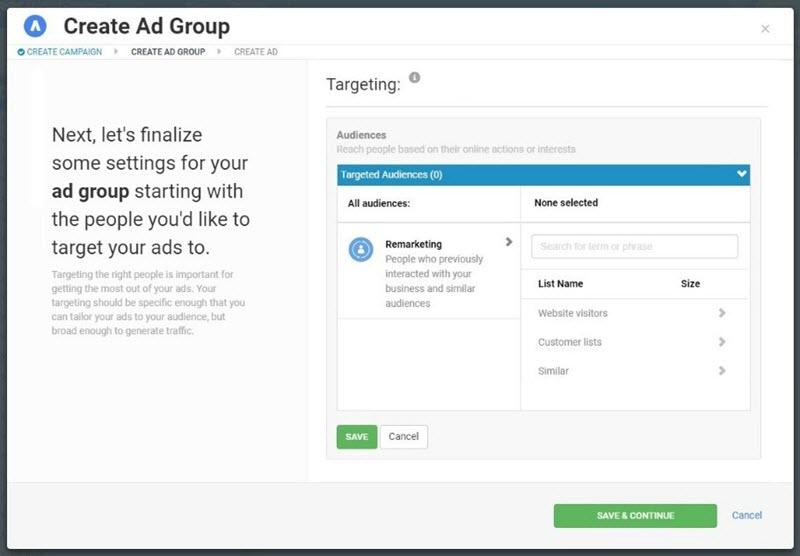 Create Ad Group
×
CREATE CAMPAIGN CREATE AD GROUP CREATE AD
Next, let's finalize
some settings for your
ad group starting with
the people you'd like to
target your ads to.
Targeting the right people is important for
getting the most out of your ads. Your
targeting should be specific enough that you
can tailor your ads to your audience, but
broad enough to generate traffic.
Targeting:
Audiences
Reach people based on their online actions or interests
Targeted Audiences (0)
All audiences:
Remarketing
People who previously
interacted with your
business and similar
audiences
None selected
Search for term or phrase
List Name Size
Website visitors
Customer lists
Similar
SAVE Cancel
SAVE & CONTINUE Cancel